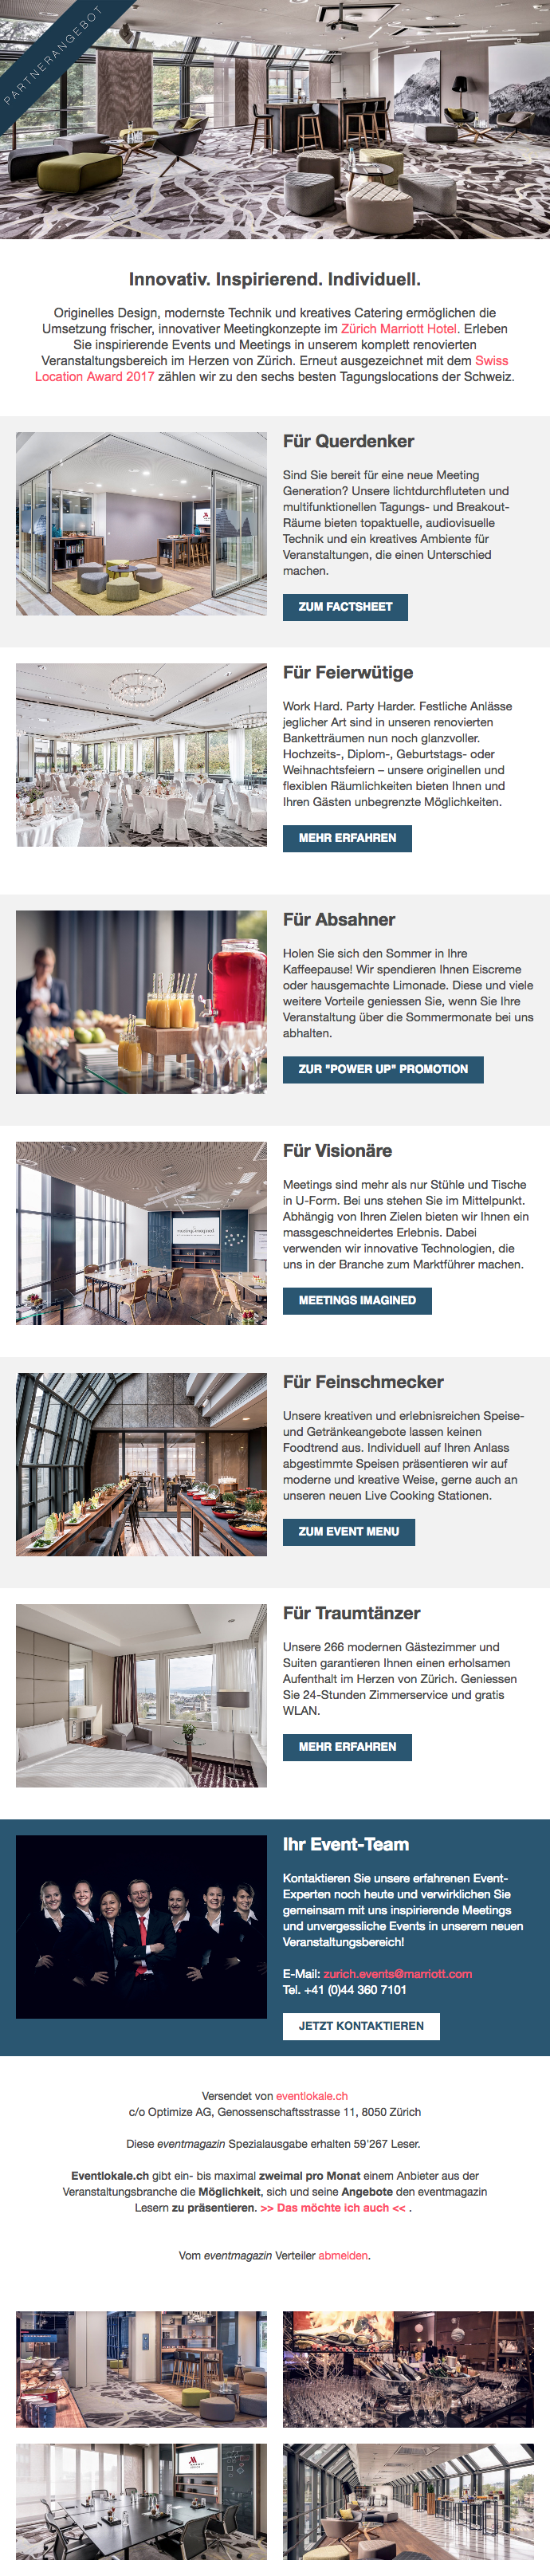 PARTNERANGEBOT
Innovativ. Inspirierend. Individuell.
Originelles Design, modernste Technik und kreatives Catering ermöglichen die
Umsetzung frischer, innovativer Meetingkonzepte im Zürich Marriott Hotel. Erleben
Sie inspirierende Events und Meetings in unserem komplett renovierten
Veranstaltungsbereich im Herzen von Zürich. Erneut ausgezeichnet mit dem Swiss
Location Award 2017 zählen wir zu den sechs besten Tagungslocations der Schweiz.
Für Querdenker
Sind Sie bereit für eine neue Meeting
Generation? Unsere lichtdurchfluteten und
multifunktionellen Tagungs- und Breakout-
Räume bieten topaktuelle, audiovisuelle
Technik und ein kreatives Ambiente für
Veranstaltungen, die einen Unterschied
machen.
ZUM FACTSHEET
Für Feierwütige
Work Hard. Party Harder. Festliche Anlässe
jeglicher Art sind in unseren renovierten
Banketträumen nun noch glanzvoller.
Hochzeits-, Diplom-, Geburtstags- oder
Weihnachtsfeiern – unsere originellen und
flexiblen Räumlichkeiten bieten Ihnen und
Ihren Gästen unbegrenzte Möglichkeiten.
MEHR ERFAHREN
Für Absahner
Holen Sie sich den Sommer in Ihre
Kaffeepause! Wir spendieren Ihnen Eiscreme
oder hausgemachte Limonade. Diese und viele
weitere Vorteile geniessen Sie, wenn Sie Ihre
Veranstaltung über die Sommermonate bei uns
abhalten.
ZUR "POWER UP" PROMOTION
Für Visionäre
Meetings sind mehr als nur Stühle und Tische
in U-Form. Bei uns stehen Sie im Mittelpunkt.
Abhängig von Ihren Zielen bieten wir Ihnen ein
massgeschneidertes Erlebnis. Dabei
verwenden wir innovative Technologien, die
uns in der Branche zum Marktführer machen.
MEETINGS IMAGINED
Für Feinschmecker
Unsere kreativen und erlebnisreichen Speise-
und Getränkeangebote lassen keinen
Foodtrend aus. Individuell auf Ihren Anlass
abgestimmte Speisen präsentieren wir auf
moderne und kreative Weise, gerne auch an
unseren neuen Live Cooking Stationen.
ZUM EVENT MENU
Für Traumtänzer
Unsere 266 modernen Gästezimmer und
Suiten garantieren Ihnen einen erholsamen
Aufenthalt im Herzen von Zürich. Geniessen
Sie 24-Stunden Zimmerservice und gratis
WLAN.
MEHR ERFAHREN
Ihr Event-Team
Kontaktieren Sie unsere erfahrenen Event-
Experten noch heute und verwirklichen Sie
gemeinsam mit uns inspirierende Meetings
und unvergessliche Events in unserem neuen
Veranstaltungsbereich!
E-Mail: zurich.events@marriott.com
Tel. +41 (0)44 360 7101
JETZT KONTAKTIEREN
Versendet von eventlokale.ch
c/o Optimize AG, Genossenschaftsstrasse 11, 8050 Zürich
Diese eventmagazin Spezialausgabe erhalten 59'267 Leser.
Eventlokale.ch gibt ein- bis maximal zweimal pro Monat einem Anbieter aus der
Veranstaltungsbranche die Möglichkeit, sich und seine Angebote den eventmagazin
Lesern zu präsentieren. >> Das möchte ich auch << .
Vom eventmagazin Verteiler abmelden.